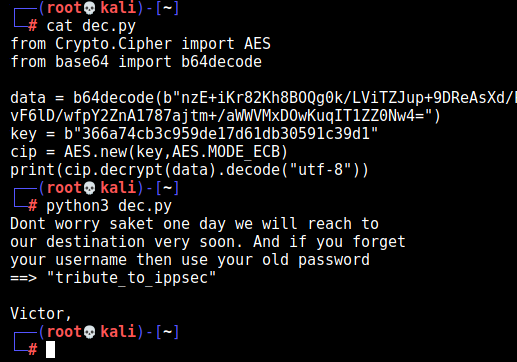 ┌──(root💀kali)-[~]
└─# cat dec.py
from Crypto.Cipher import AES
from base64 import b64decode

data = b64decode(b"nzE+iKr82Kh8BOQg0k/LViTZJup+9DReAsXd/
vF6lD/wfpY2ZnA1787ajtm+/aWWVMxDOwKuqIT1ZZ0Nw4=")
key = b"366a74cb3c959de17d61db30591c39d1"
cip = AES.new(key,AES.MODE_ECB)
print(cip.decrypt(data).decode("utf-8"))
┌──(root💀kali)-[~]
└─# python3 dec.py
Dont worry saket one day we will reach to
our destination very soon. And if you forget
your username then use your old password
==> "tribute_to_ippsec"

Victor,
┌──(root💀kali)-[~]
└─#